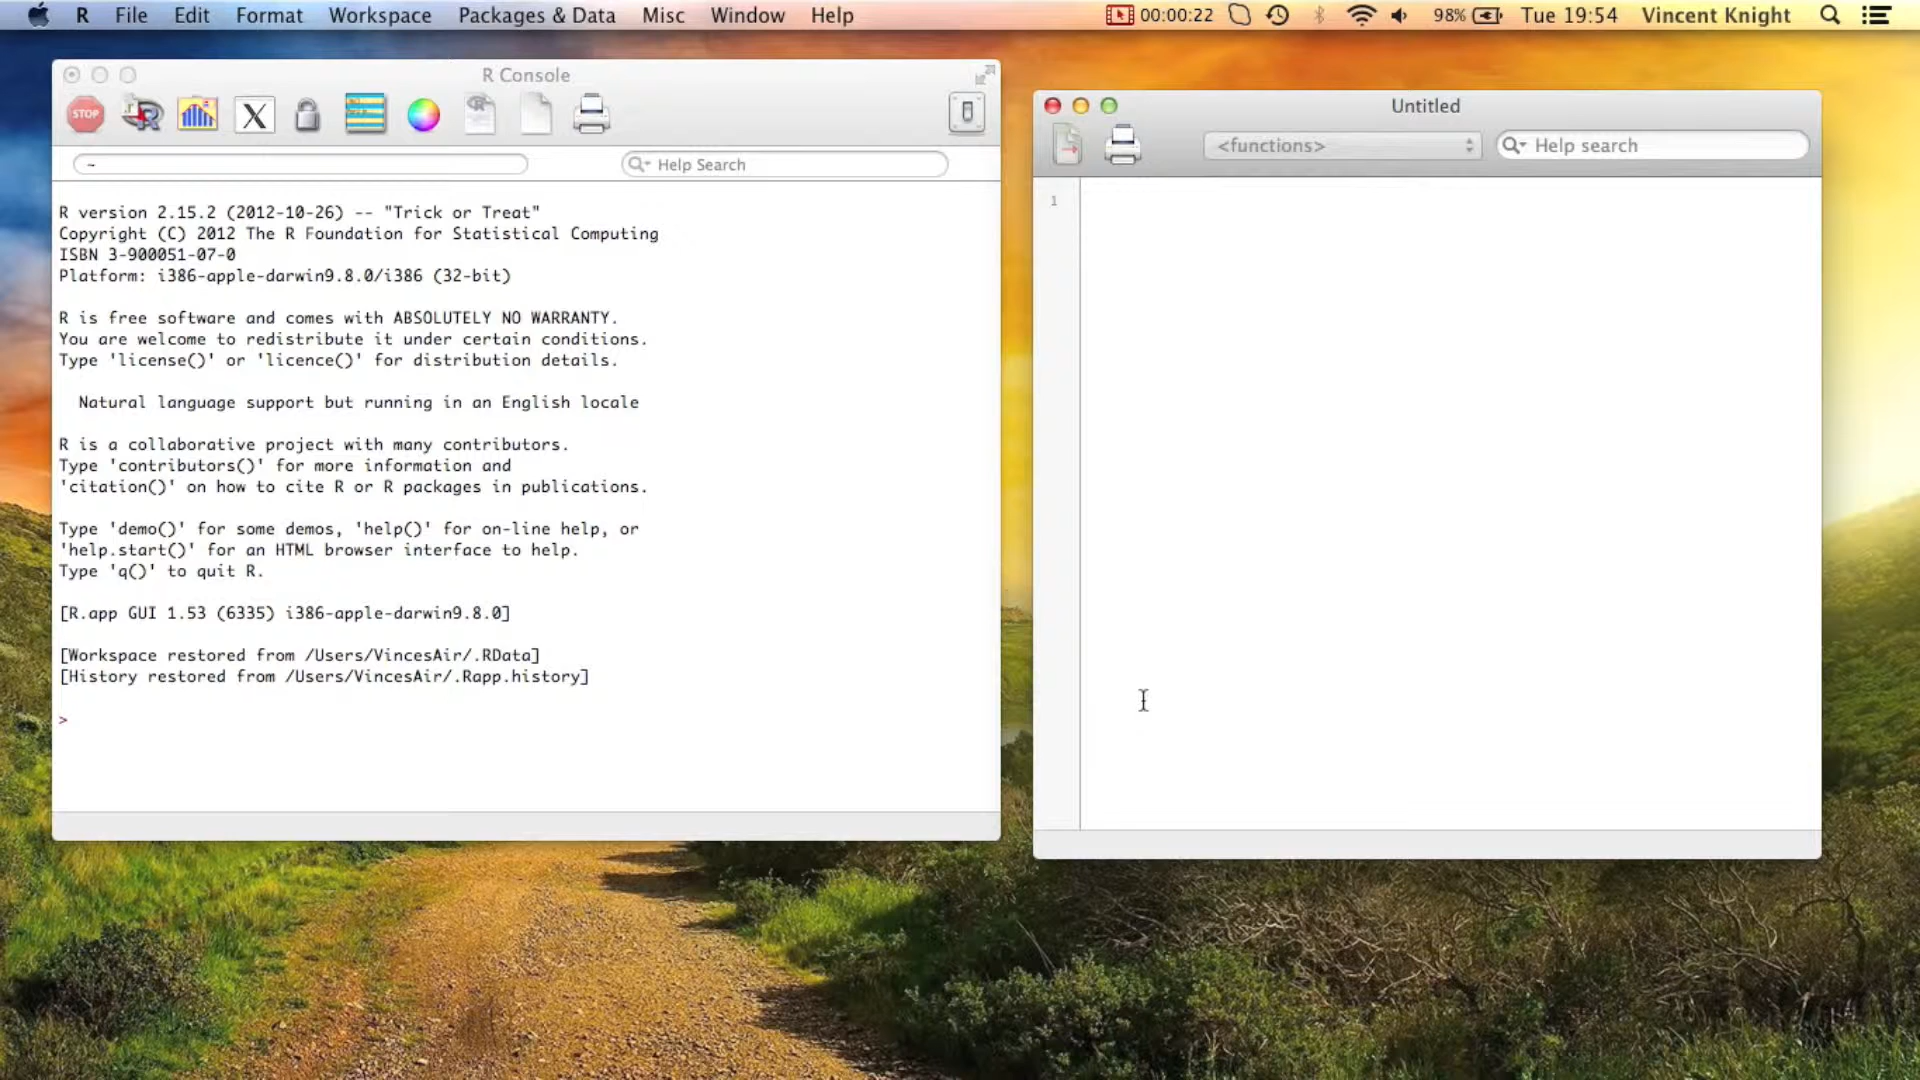 R File Edit Format Workspace Packages & Data Misc Window Help 00:00:22 98% Tue 19:54 Vincent Knight
R Console
STOP
~ Help Search
R version 2.15.2 (2012-10-26) -- "Trick or Treat"
Copyright (C) 2012 The R Foundation for Statistical Computing
ISBN 3-900051-07-0
Platform: i386-apple-darwin9.8.0/i386 (32-bit)
R is free software and comes with ABSOLUTELY NO WARRANTY.
You are welcome to redistribute it under certain conditions.
Type 'license()' or 'licence()' for distribution details.
Natural language support but running in an English locale
R is a collaborative project with many contributors.
Type 'contributors()' for more information and
'citation()' on how to cite R or R packages in publications.
Type 'demo()' for some demos, 'help()' for on-line help, or
'help.start()' for an HTML browser interface to help.
Type 'q()' to quit R.
[R.app GUI 1.53 (6335) i386-apple-darwin9.8.0]
[Workspace restored from /Users/VincesAir/.RData]
[History restored from /Users/VincesAir/.Rapp.history]
>
Untitled
<functions> Help search
1